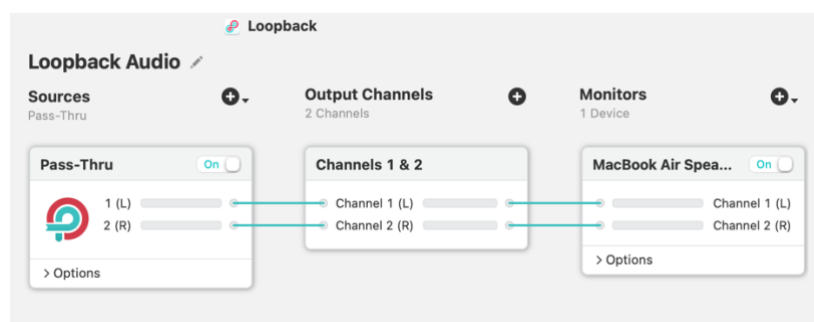 Loopback
Loopback Audio
Sources
Pass-Thru
Output Channels
2 Channels
Monitors
1 Device
Pass-Thru On
1 (L)
2 (R)
> Options
Channels 1 & 2
Channel 1 (L)
Channel 2 (R)
MacBook Air Spea... On
Channel 1 (L)
Channel 2 (R)
> Options